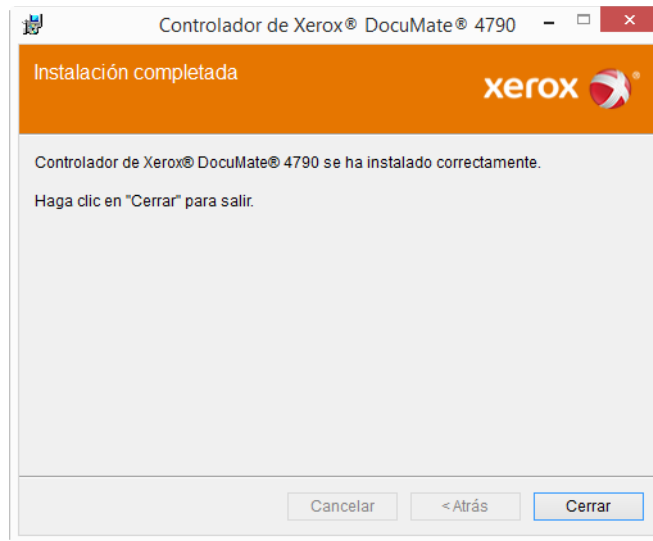 Controlador de Xerox® DocuMate® 4790
Instalación completada
xerox
Controlador de Xerox® DocuMate® 4790 se ha instalado correctamente.
Haga clic en "Cerrar" para salir.
Cancelar
< Atrás
Cerrar